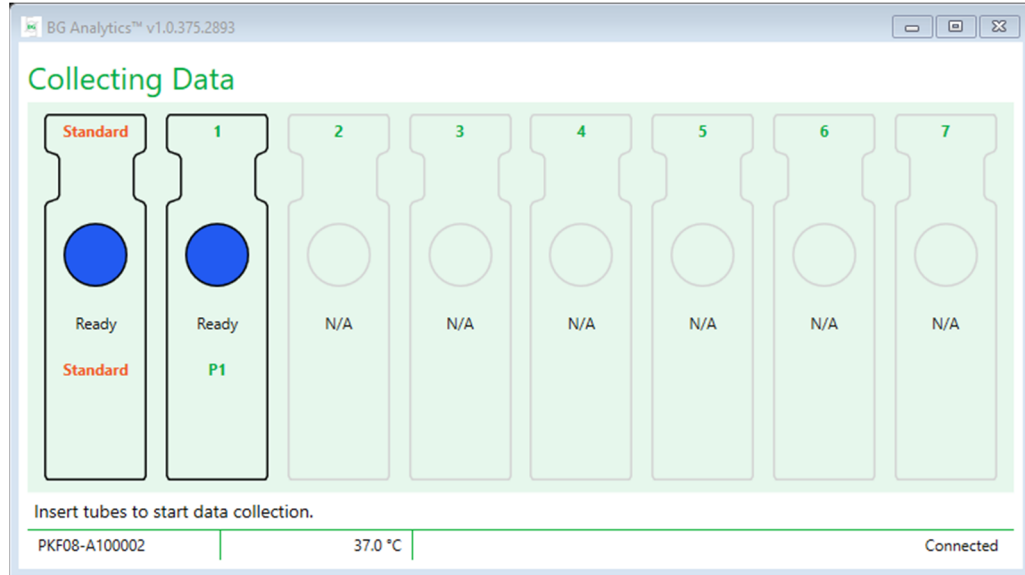 BG Analytics™ v1.0.375.2893
Collecting Data
Standard 1 2 3 4 5 6 7
Ready Ready N/A N/A N/A N/A N/A N/A
Standard P1
Insert tubes to start data collection.
PKF08-A100002 37.0 °C Connected